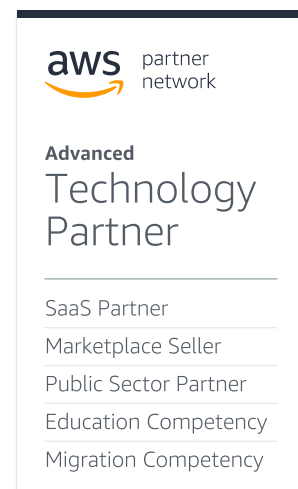 aws partner
network
Advanced
Technology
Partner
SaaS Partner
Marketplace Seller
Public Sector Partner
Education Competency
Migration Competency